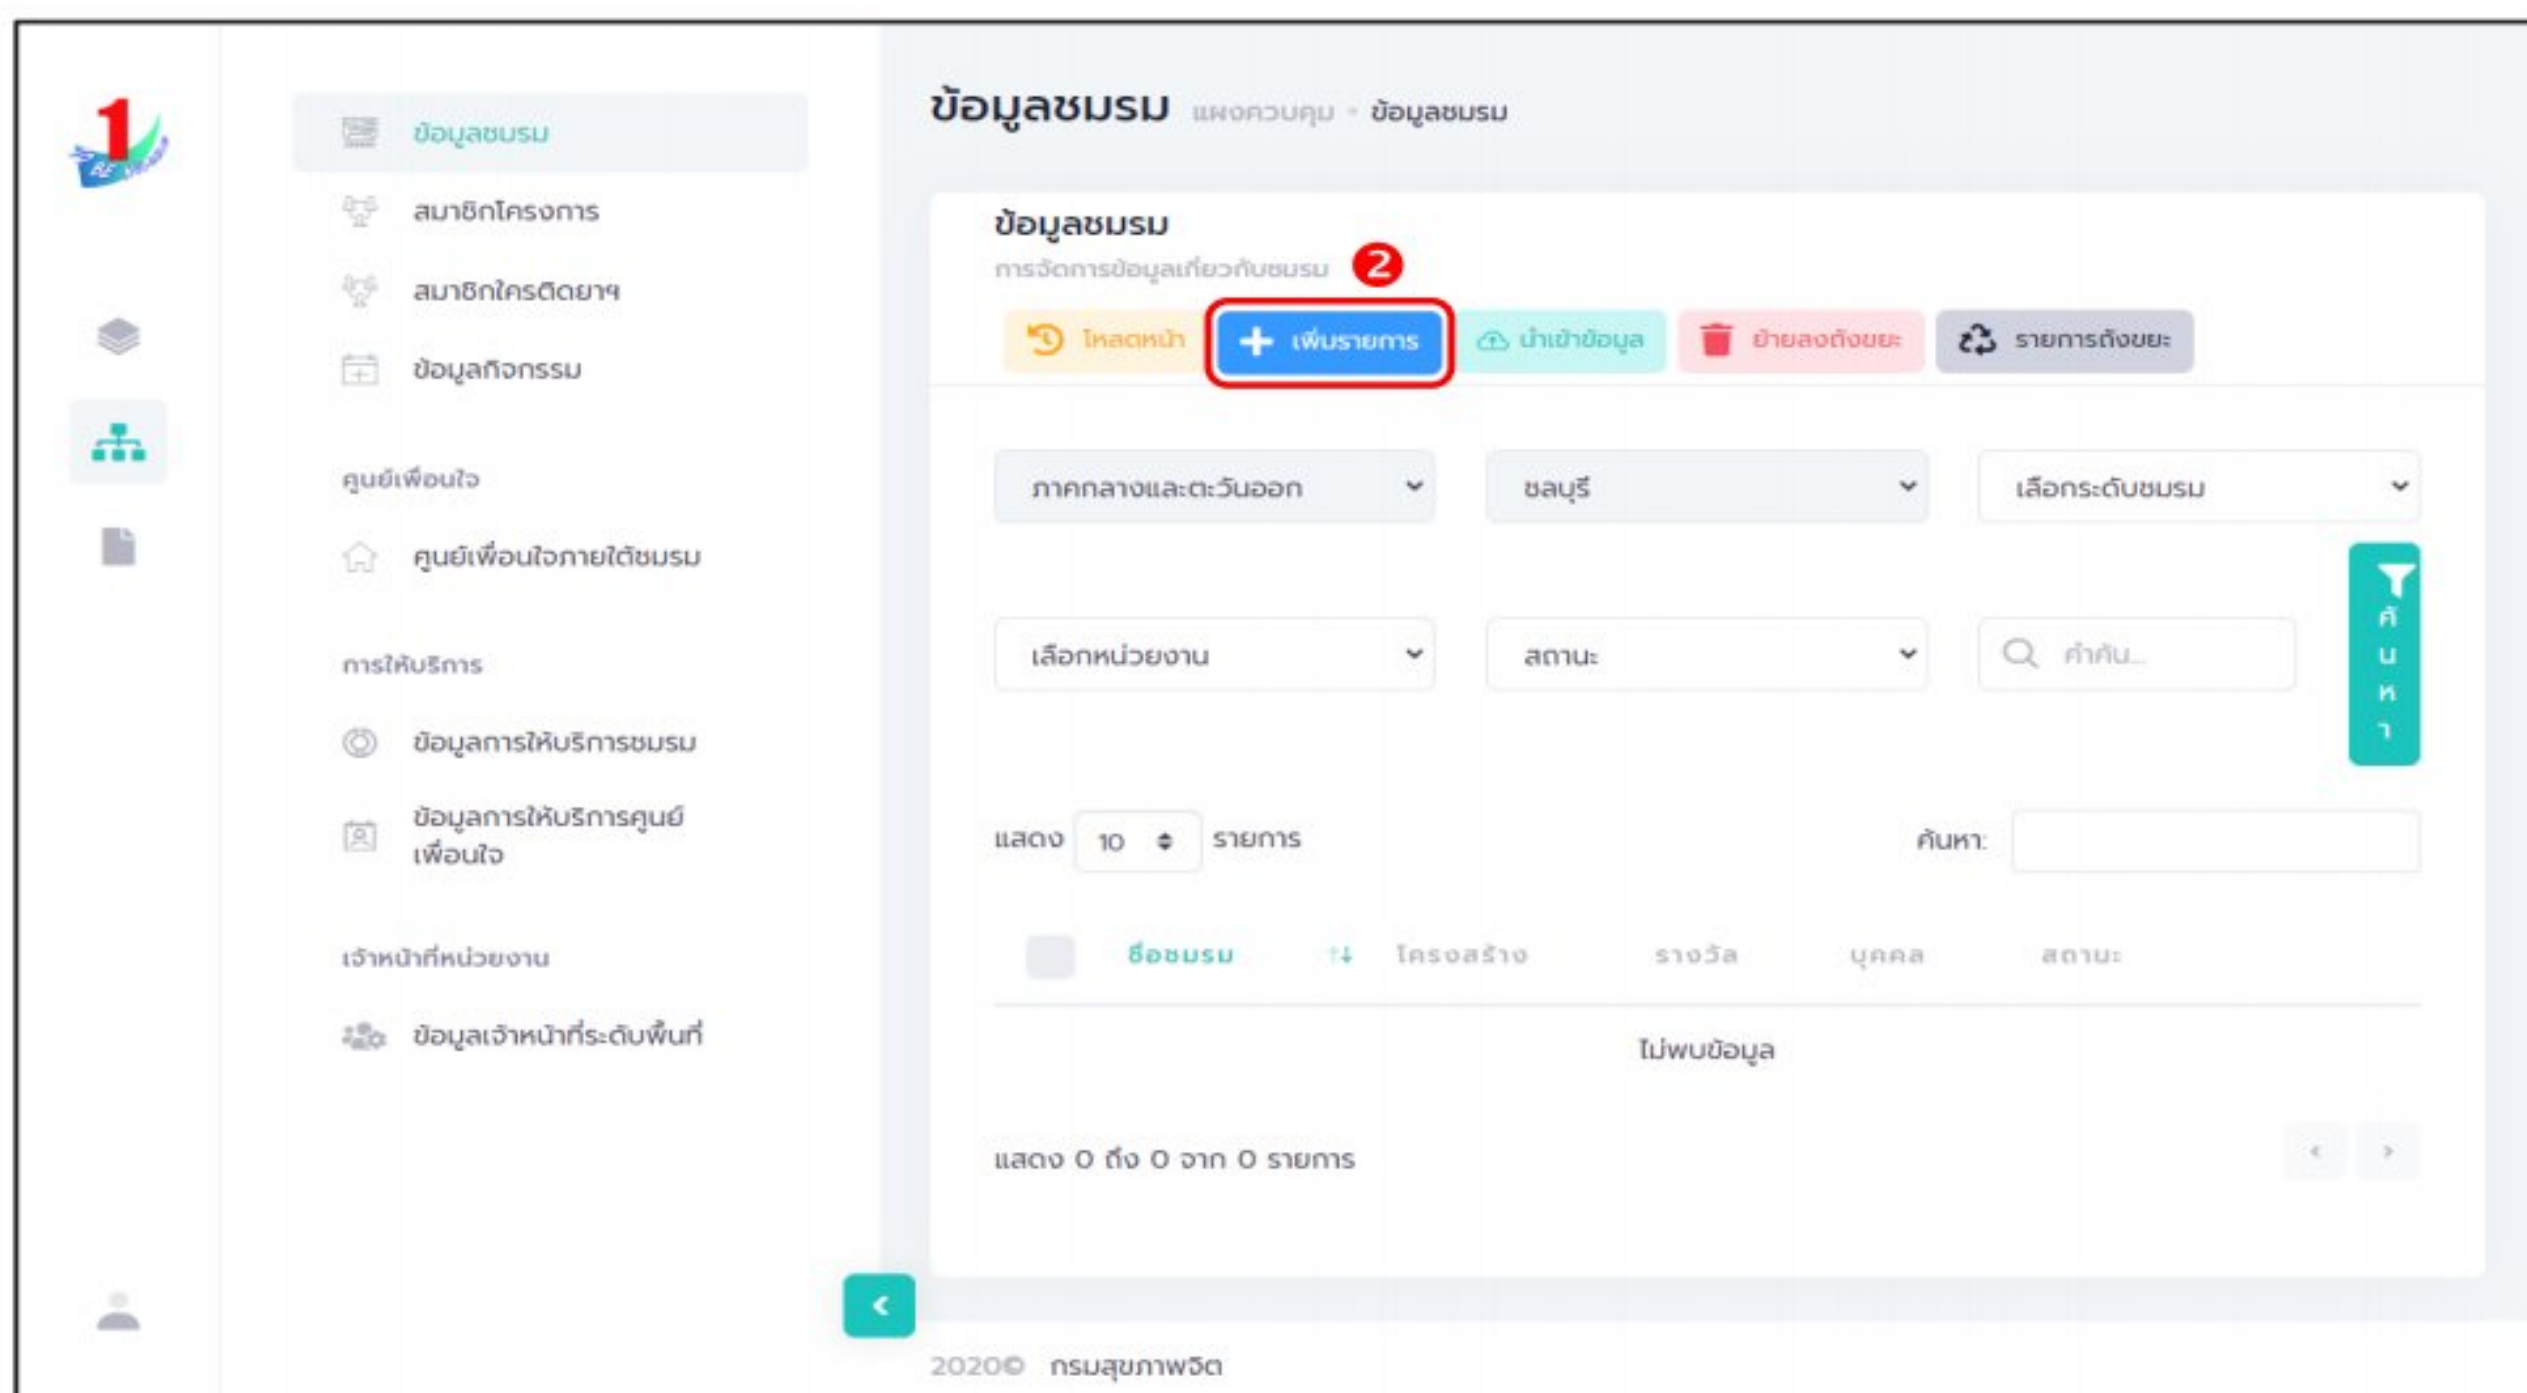 1
ข้อมูลชมรม
สมาชิกโครงการ
สมาชิกใครติดยาฯ
ข้อมูลกิจกรรม
ศูนย์เพื่อนใจ
ศูนย์เพื่อนใจภายใต้ชมรม
การให้บริการ
ข้อมูลการให้บริการชมรม
ข้อมูลการให้บริการศูนย์
เพื่อนใจ
เจ้าหน้าที่หน่วยงาน
ข้อมูลเจ้าหน้าที่ระดับพื้นที่
ข้อมูลชมรม แผงควบคุม - ข้อมูลชมรม
ข้อมูลชมรม
การจัดการข้อมูลเกี่ยวกับชมรม 2
โหลดหน้า + เพิ่มรายการ นำเข้าข้อมูล ย้ายลงถังขยะ รายการถังขยะ
ภาคกลางและตะวันออก ชลบุรี เลือกระดับชมรม
เลือกหน่วยงาน สถานะ คำค้น... ค้นหา
แสดง 10 รายการ ค้นหา:
ชื่อชมรม โครงสร้าง รางวัล บุคคล สถานะ
ไม่พบข้อมูล
แสดง 0 ถึง 0 จาก 0 รายการ
2020© กรมสุขภาพจิต